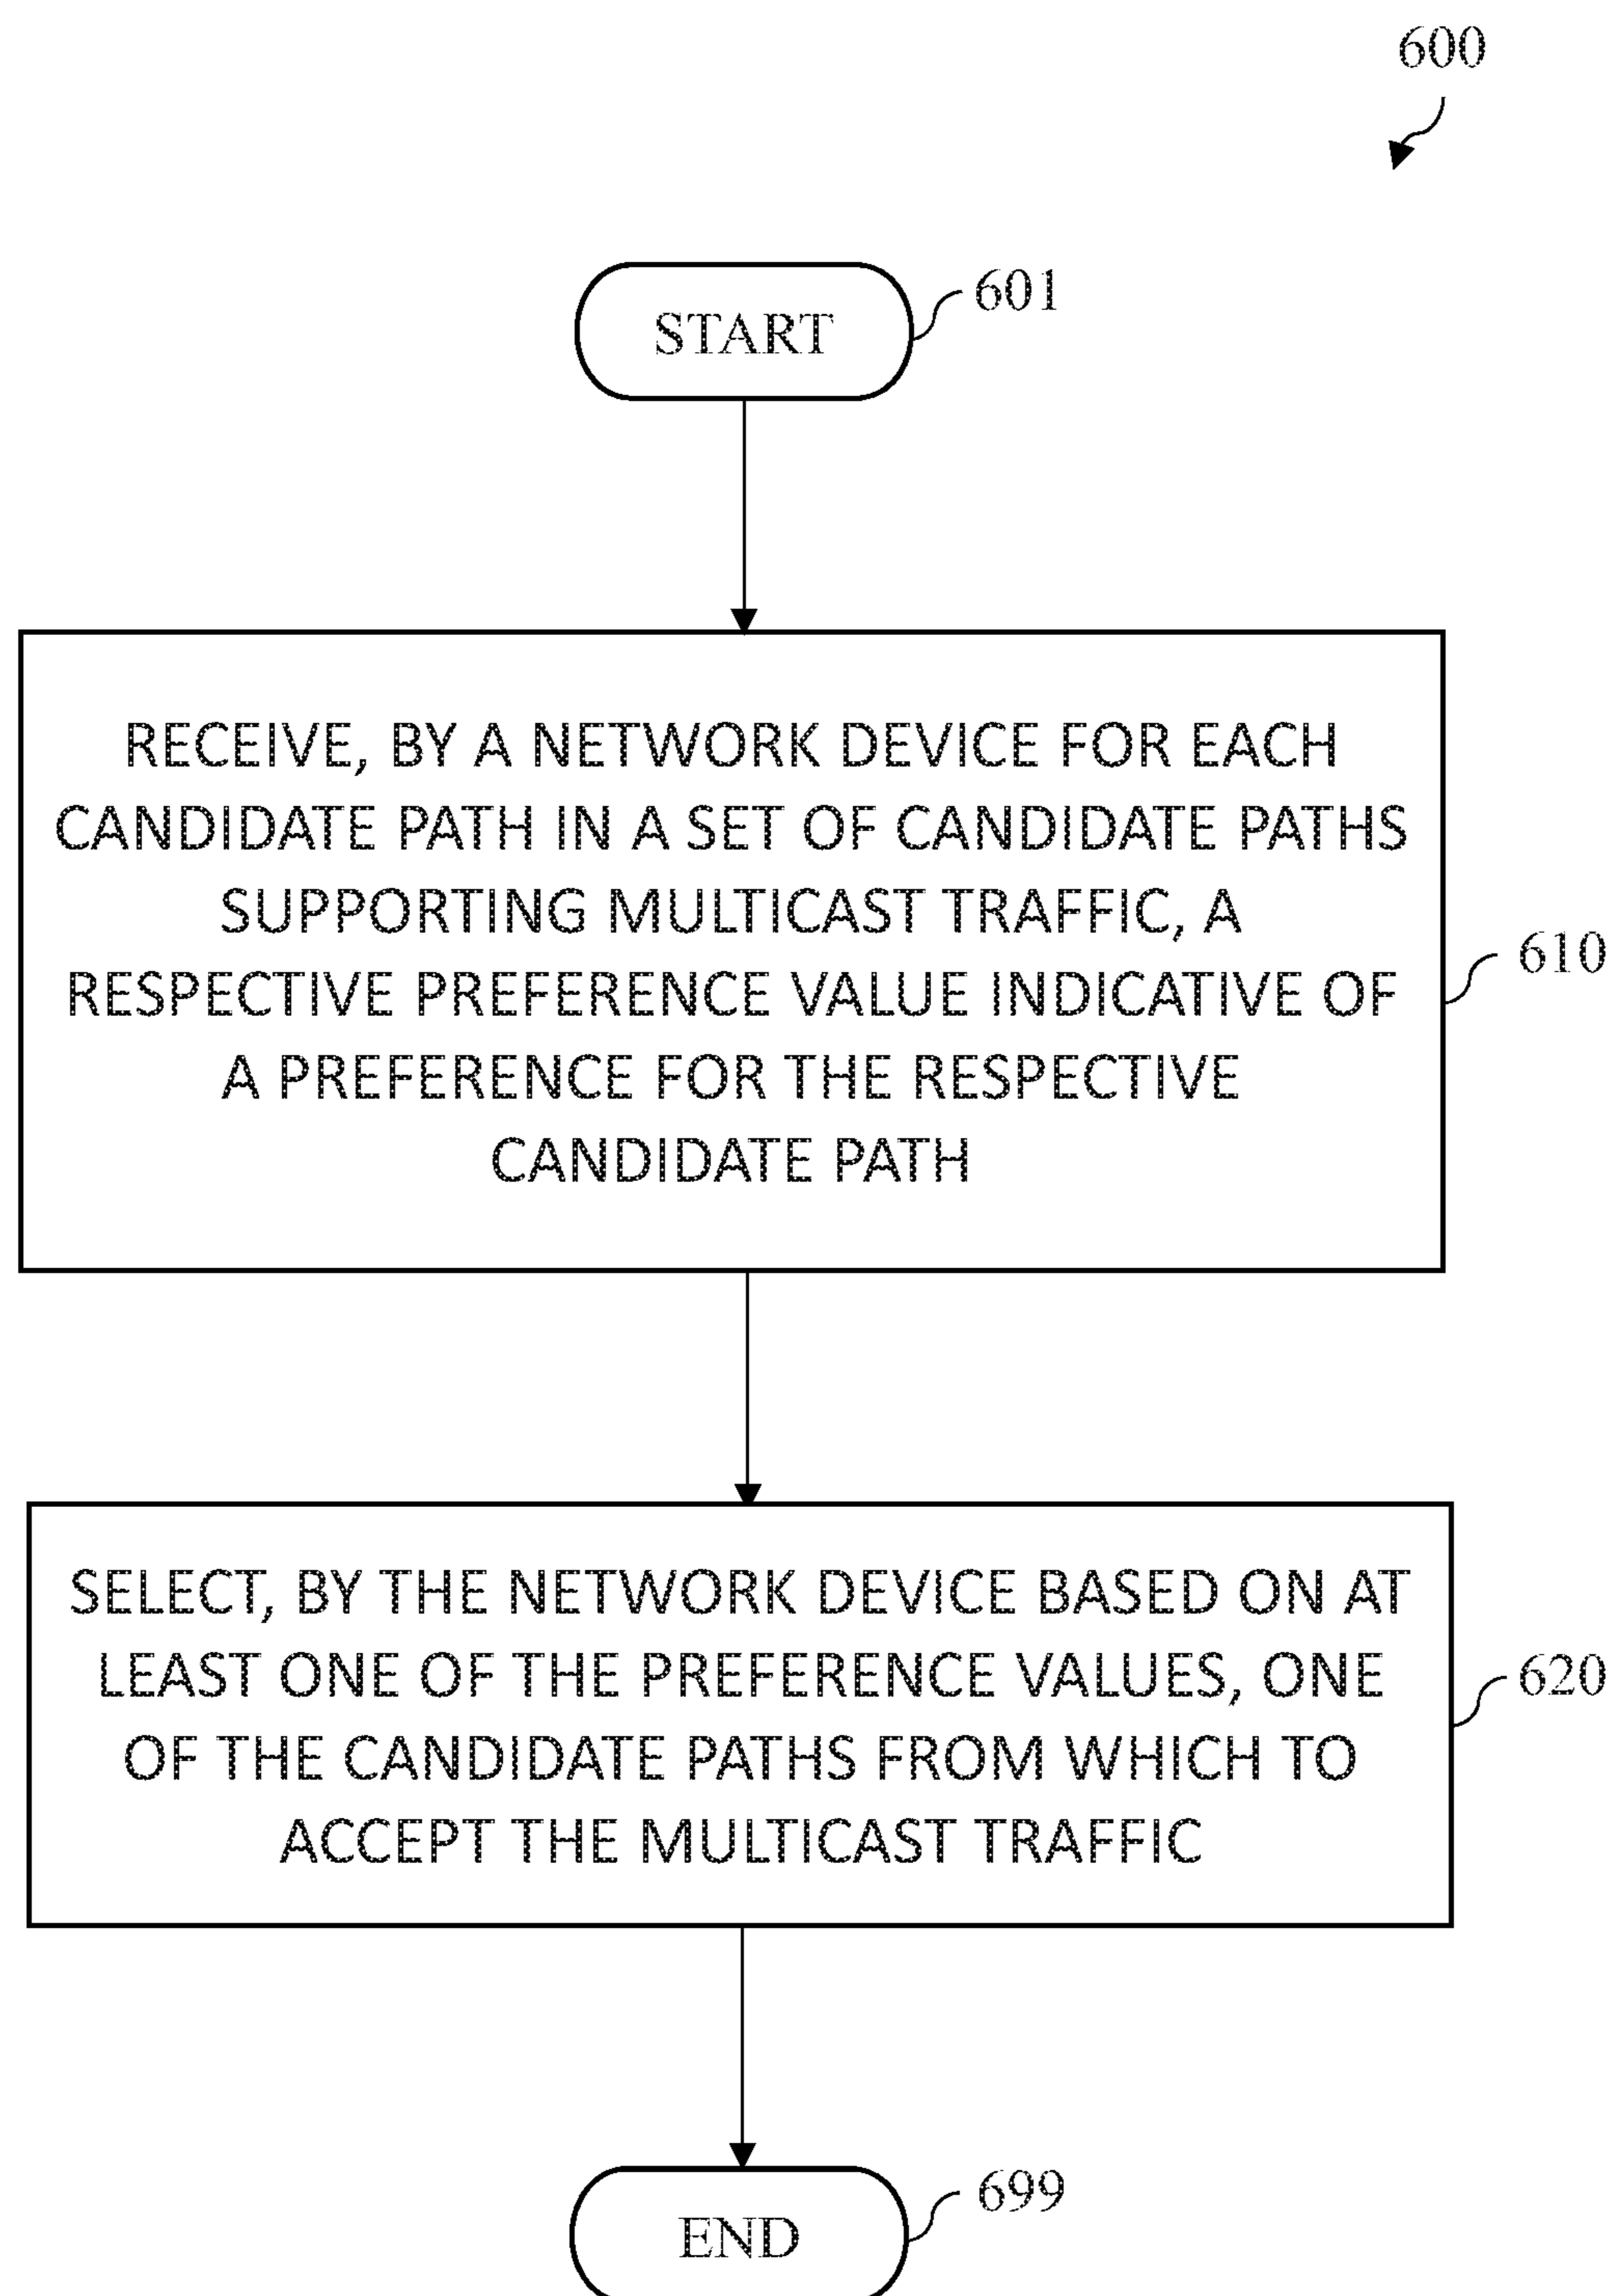 600
START
601
RECEIVE, BY A NETWORK DEVICE FOR EACH
CANDIDATE PATH IN A SET OF CANDIDATE PATHS
SUPPORTING MULTICAST TRAFFIC, A
RESPECTIVE PREFERENCE VALUE INDICATIVE OF
A PREFERENCE FOR THE RESPECTIVE
CANDIDATE PATH
610
SELECT, BY THE NETWORK DEVICE BASED ON AT
LEAST ONE OF THE PREFERENCE VALUES, ONE
OF THE CANDIDATE PATHS FROM WHICH TO
ACCEPT THE MULTICAST TRAFFIC
620
END
699